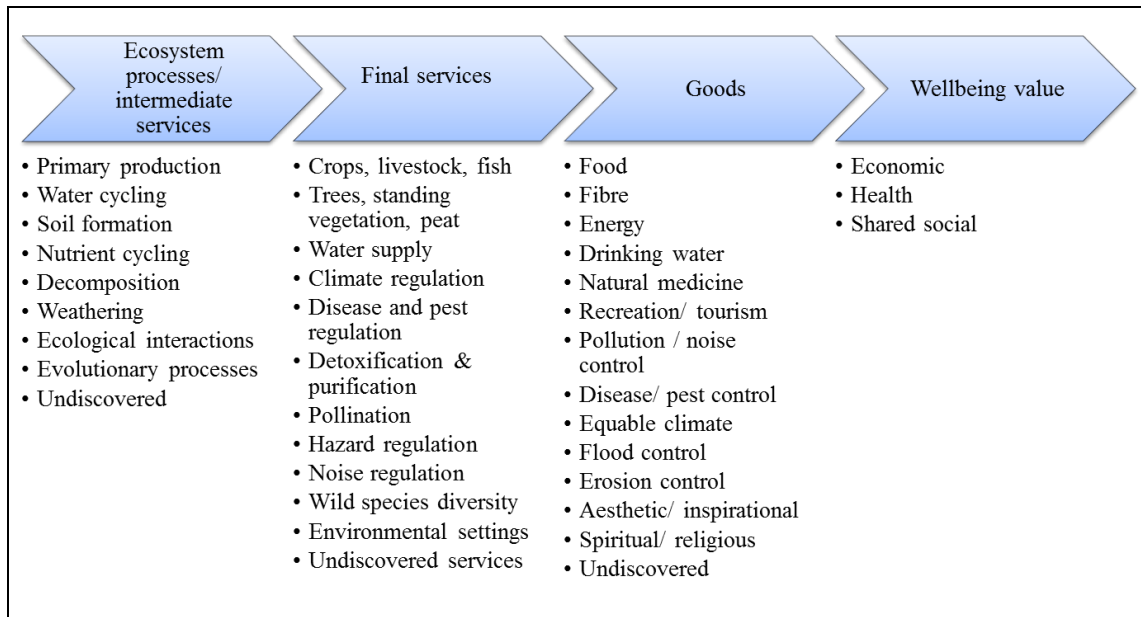 Ecosystem
processes/
intermediate
services
• Primary production
• Water cycling
• Soil formation
• Nutrient cycling
• Decomposition
• Weathering
• Ecological interactions
• Evolutionary processes
• Undiscovered
Final services
• Crops, livestock, fish
• Trees, standing
vegetation, peat
• Water supply
• Climate regulation
• Disease and pest
regulation
• Detoxification &
purification
• Pollination
• Hazard regulation
• Noise regulation
• Wild species diversity
• Environmental settings
• Undiscovered services
Goods
• Food
• Fibre
• Energy
• Drinking water
• Natural medicine
• Recreation/ tourism
• Pollution / noise
control
• Disease/ pest control
• Equable climate
• Flood control
• Erosion control
• Aesthetic/ inspirational
• Spiritual/ religious
• Undiscovered
Wellbeing value
• Economic
• Health
• Shared social